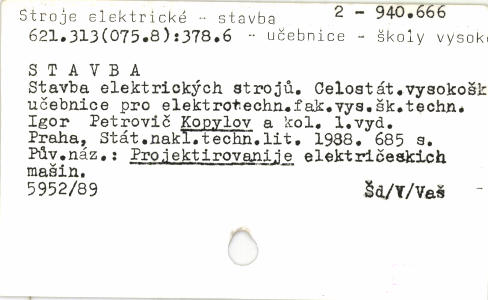 Stroje elektrické - stavba 2 - 940.666
621.313(075.8):378.6 - učebnice - školy vysok
S T A V B A
Stavba elektrických strojů. Celostát.vysokošk
učebnice pro elektrotechn.fak.vys.šk.techn.
Igor Petrovič Kopylov a kol. 1.vyd.
Praha, Stát.nakl.techn.lit. 1988. 685 s.
Pův.náz.: Projektirovanije električeskich
mašin.
5952/89 Šd/V/Vaš -